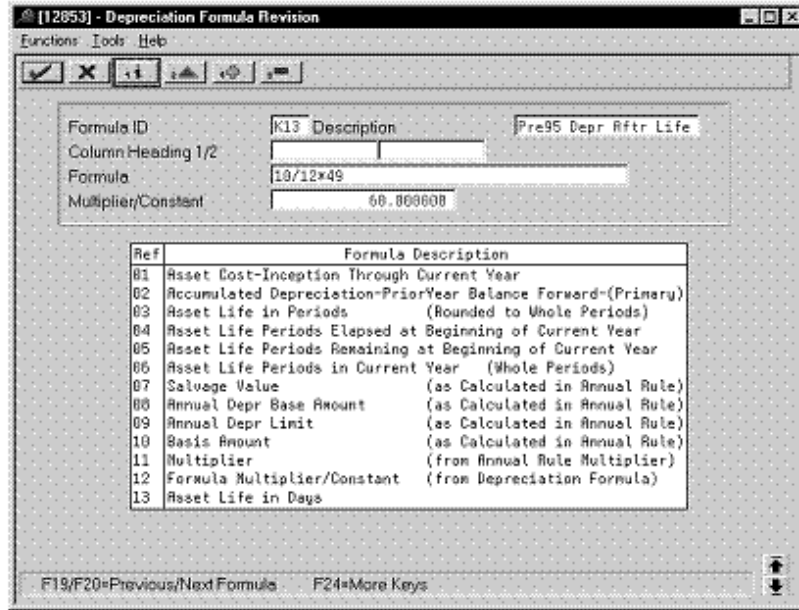 [12853] - Depreciation Formula Revision
Functions Tools Help
Formula ID K13 Description Pre95 Depr Aftr Life
Column Heading 1/2
Formula 10/12*49
Multiplier/Constant 60.000000
Ref Formula Description
01 Asset Cost-Inception Through Current Year
02 Accumulated Depreciation-PriorYear Balance Forward-(Primary)
03 Asset Life in Periods (Rounded to Whole Periods)
04 Asset Life Periods Elapsed at Beginning of Current Year
05 Asset Life Periods Remaining at Beginning of Current Year
06 Asset Life Periods in Current Year (Whole Periods)
07 Salvage Value (as Calculated in Annual Rule)
08 Annual Depr Base Amount (as Calculated in Annual Rule)
09 Annual Depr Limit (as Calculated in Annual Rule)
10 Basis Amount (as Calculated in Annual Rule)
11 Multiplier (from Annual Rule Multiplier)
12 Formula Multiplier/Constant (from Depreciation Formula)
13 Asset Life in Days
F19/F20=Previous/Next Formula F24=More Keys